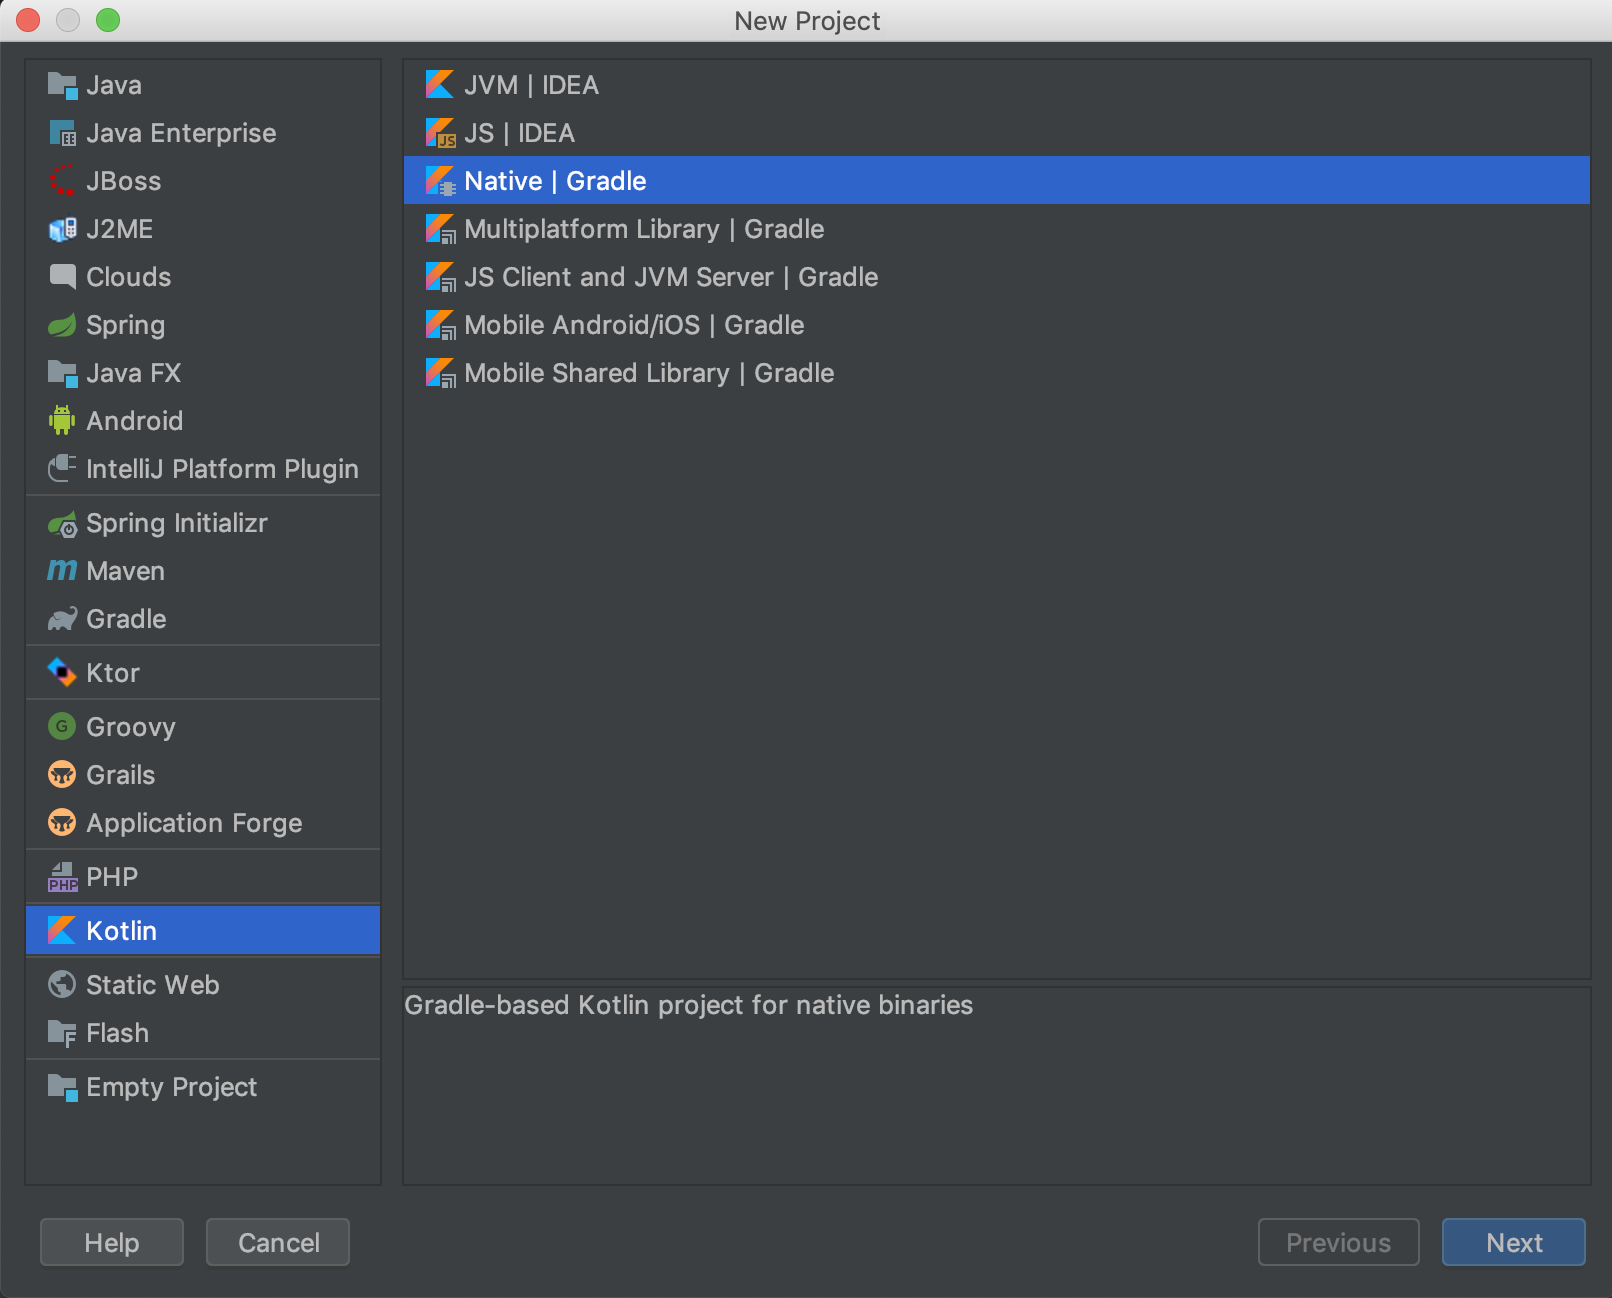 New Project
Java
Java Enterprise
JBoss
J2ME
Clouds
Spring
Java FX
Android
IntelliJ Platform Plugin
Spring Initializr
Maven
Gradle
Ktor
Groovy
Grails
Application Forge
PHP
Kotlin
Static Web
Flash
Empty Project
JVM | IDEA
JS | IDEA
Native | Gradle
Multiplatform Library | Gradle
JS Client and JVM Server | Gradle
Mobile Android/iOS | Gradle
Mobile Shared Library | Gradle
Gradle-based Kotlin project for native binaries
Help
Cancel
Previous
Next